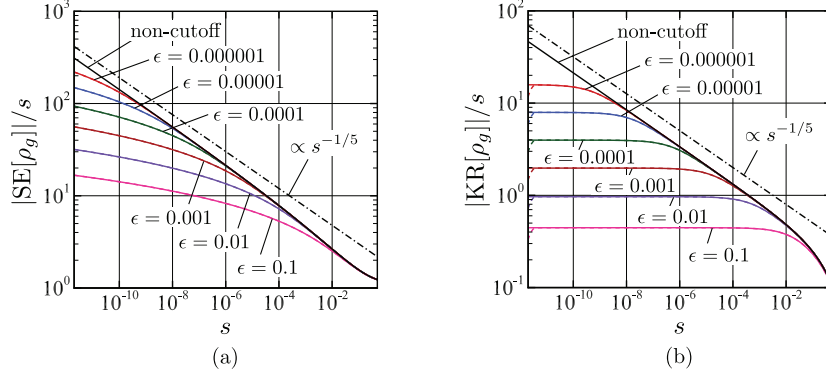 |SE[ρ_g]|/s
10^3
10^2
10^1
10^0
non-cutoff
ϵ = 0.000001
ϵ = 0.00001
ϵ = 0.0001
∝ s^{-1/5}
ϵ = 0.001
ϵ = 0.01
ϵ = 0.1
10^{-10} 10^{-8} 10^{-6} 10^{-4} 10^{-2}
s
(a)
|KR[ρ_g]|/s
10^2
10^1
10^0
10^{-1}
non-cutoff
ϵ = 0.000001
ϵ = 0.00001
ϵ = 0.0001
∝ s^{-1/5}
ϵ = 0.001
ϵ = 0.01
ϵ = 0.1
10^{-10} 10^{-8} 10^{-6} 10^{-4} 10^{-2}
s
(b)